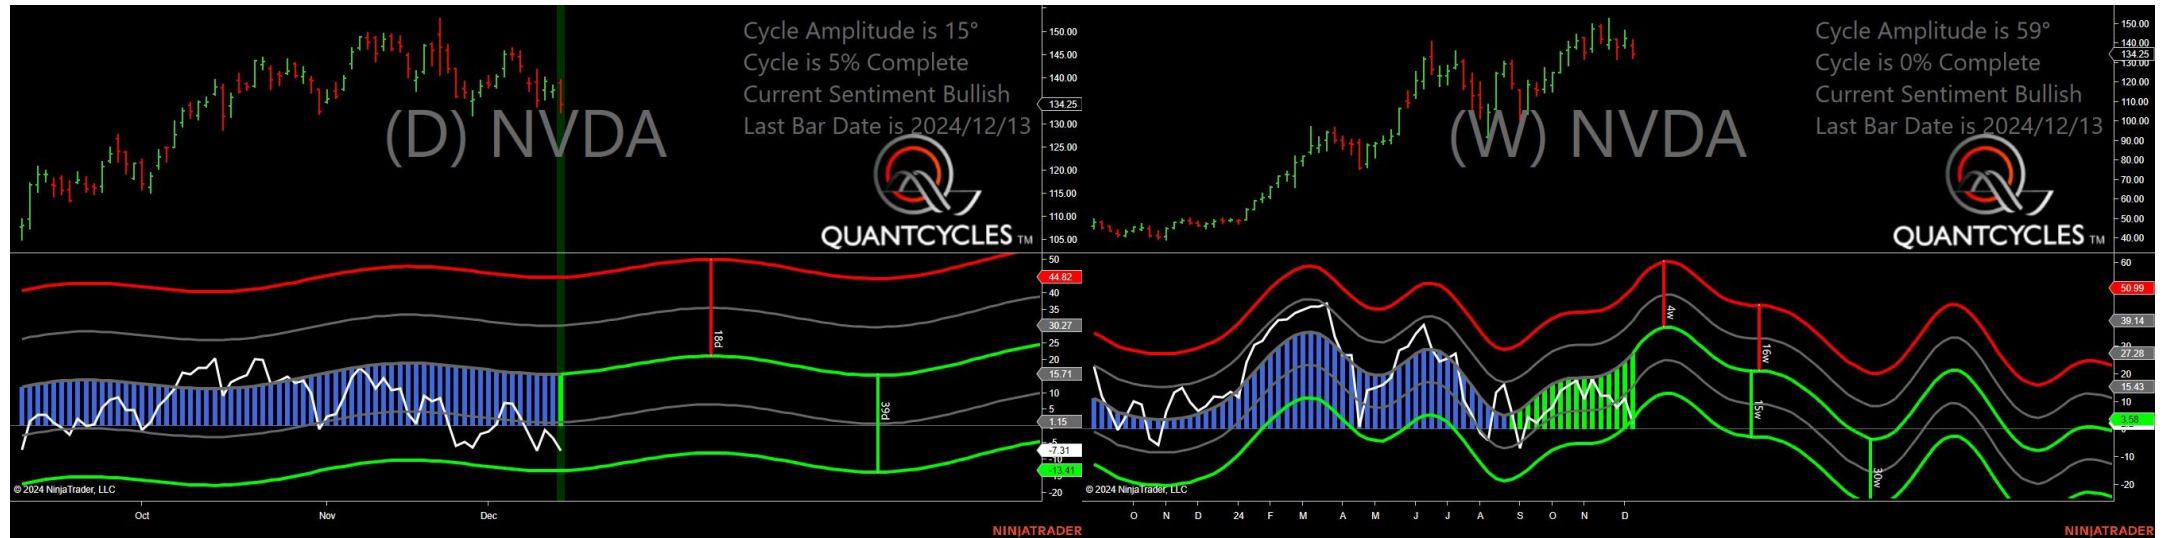 Cycle Amplitude is 15°
Cycle is 5% Complete
Current Sentiment Bullish
Last Bar Date is 2024/12/13
(D) NVDA
QUANTCYCLES TM
150.00
145.00
140.00
134.25
130.00
125.00
120.00
115.00
110.00
105.00
50
44.82
40
35
30.27
25
20
15.71
10
5
1.15
-5
-7.31
-10
-13.41
-15
-20
18d
39d
© 2024 NinjaTrader, LLC
Oct Nov Dec
NINJATRADER
Cycle Amplitude is 59°
Cycle is 0% Complete
Current Sentiment Bullish
Last Bar Date is 2024/12/13
(W) NVDA
QUANTCYCLES TM
150.00
140.00
134.25
130.00
120.00
110.00
100.00
90.00
80.00
70.00
60.00
50.00
40.00
60
50.99
39.14
30
27.28
20
15.43
10
3.58
-10
-20
4w
16w
15w
30w
© 2024 NinjaTrader, LLC
O N D 24 F M A M J J A S O N D
NINJATRADER